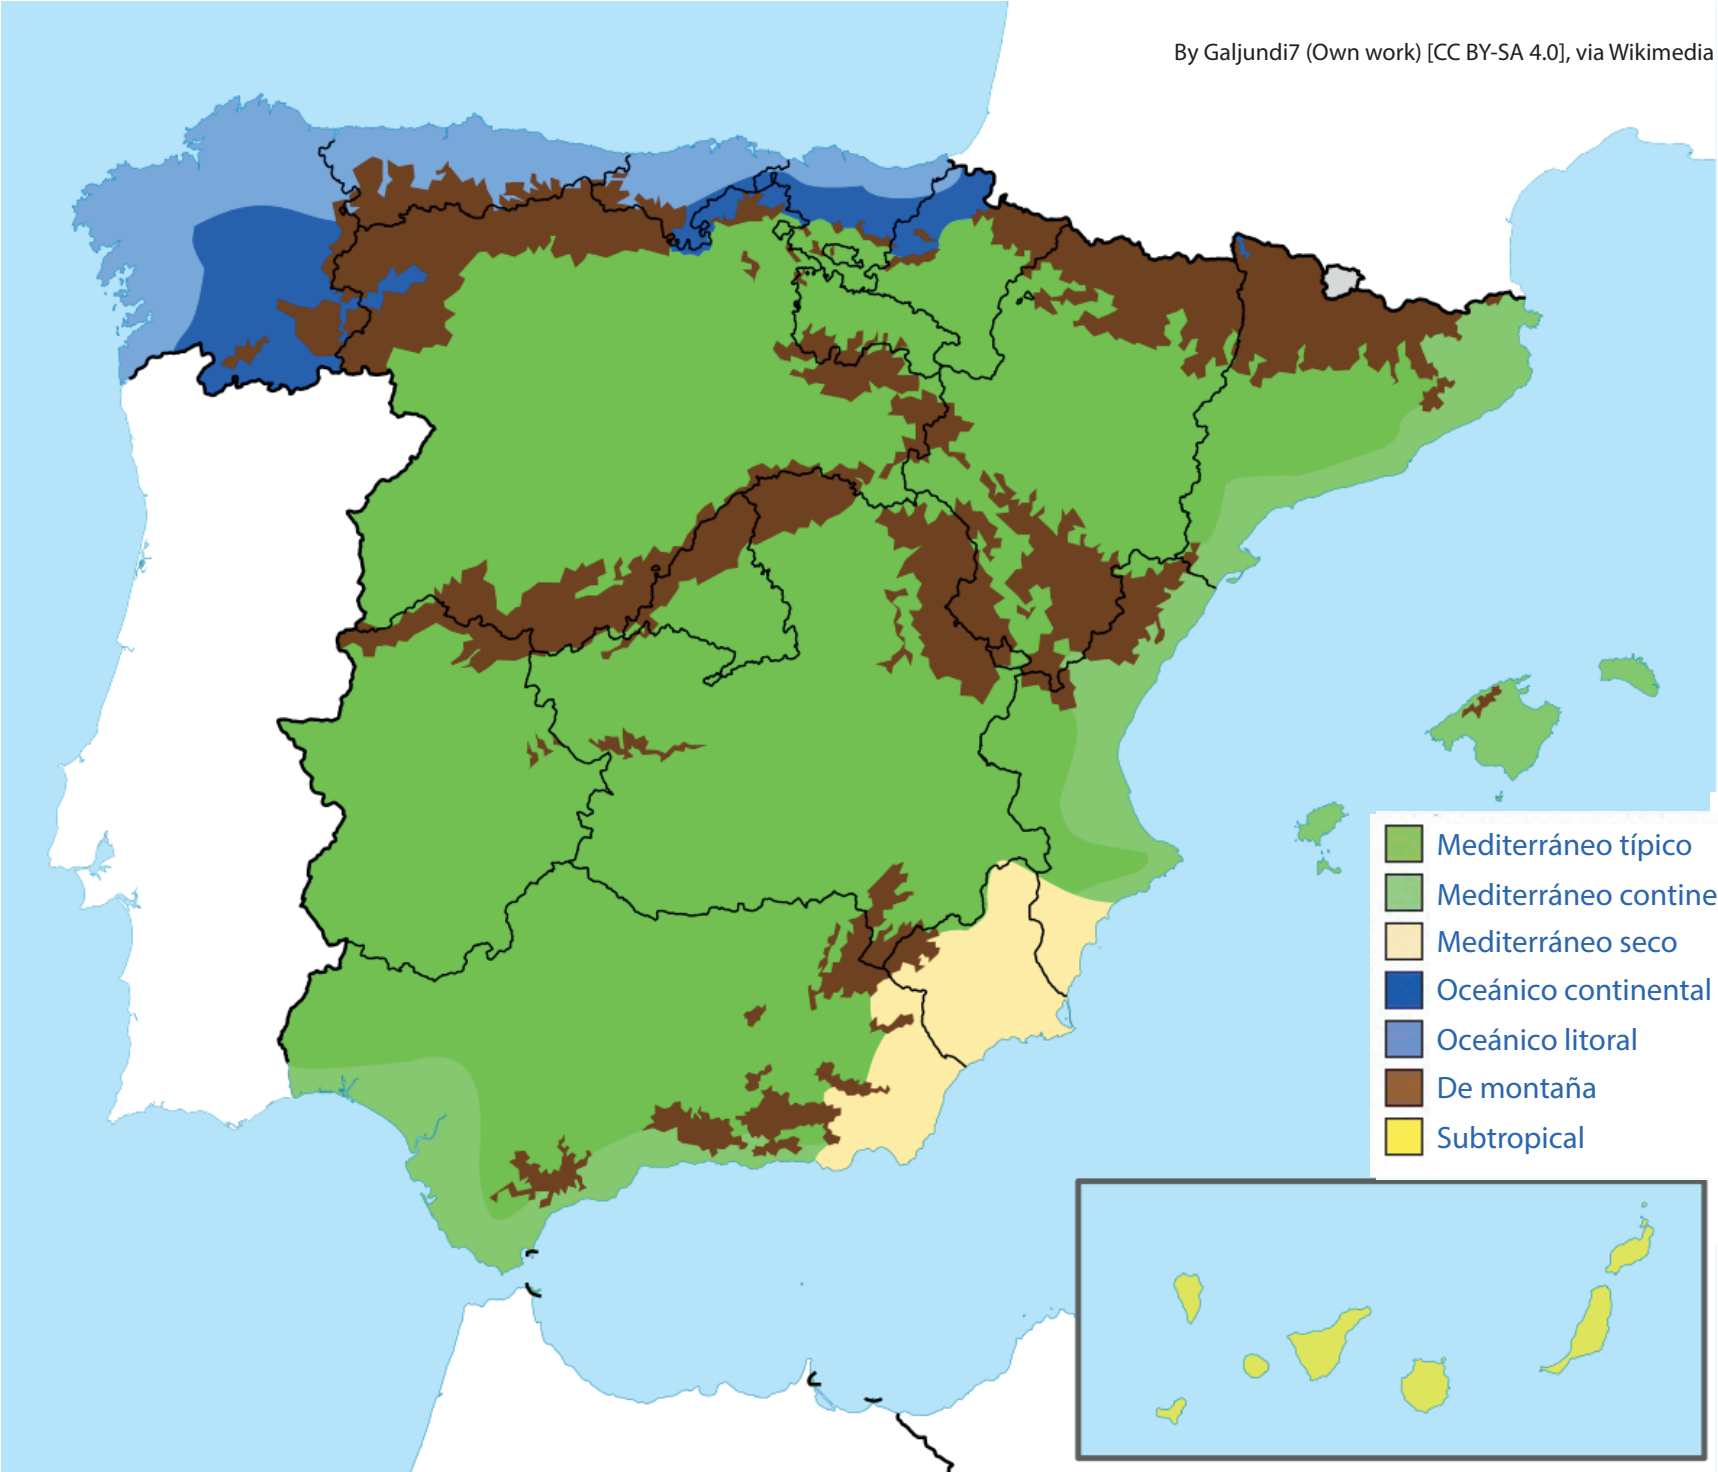 By Galjundi7 (Own work) [CC BY-SA 4.0], via Wikimedia
Mediterráneo típico
Mediterráneo contine
Mediterráneo seco
Oceánico continental
Oceánico litoral
De montaña
Subtropical